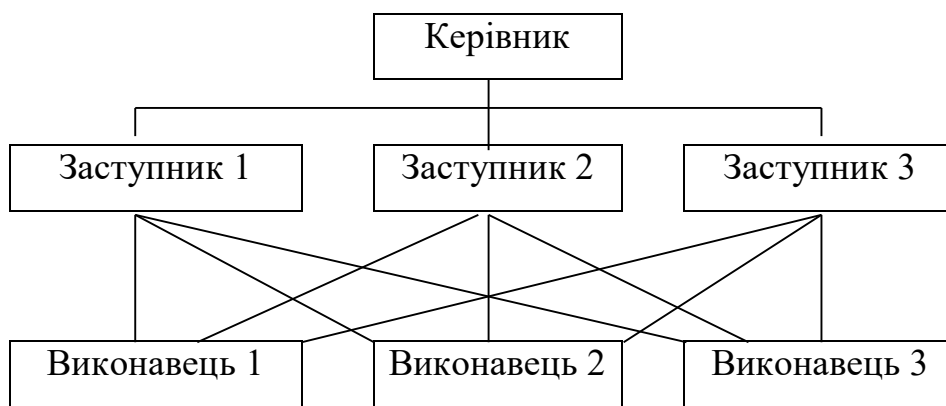 Керівник
Заступник 1
Заступник 2
Заступник 3
Виконавець 1
Виконавець 2
Виконавець 3